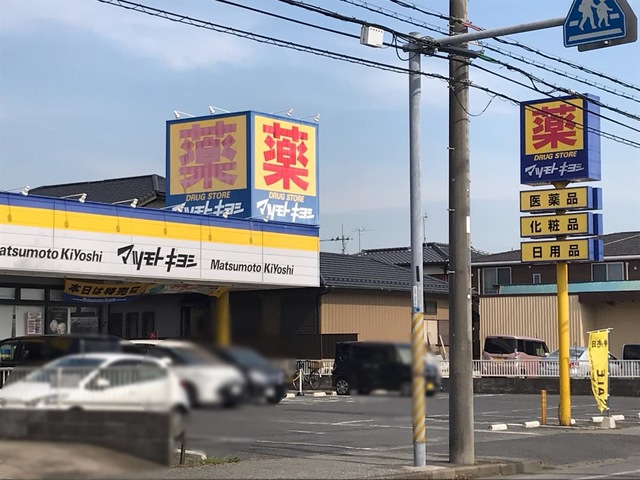 薬
DRUG STORE
マツモトキヨシ
薬
DRUG STORE
マツモトキヨシ
薬
DRUG STORE
マツモトキヨシ
医薬品
化粧品
日用品
atsumoto KiYoshi
マツモトキヨシ
Matsumoto KiYoshi
本日は特売日